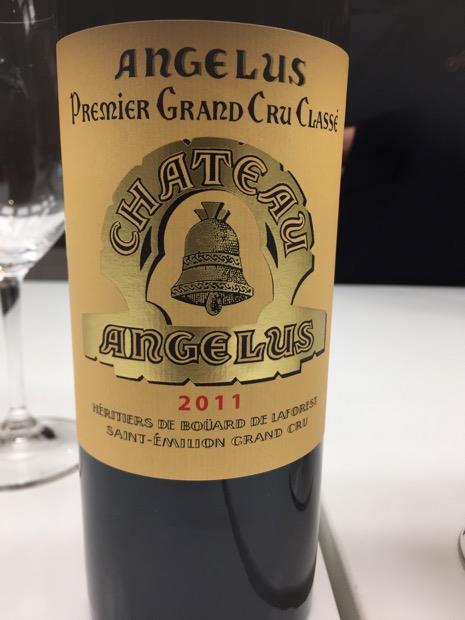 ANGELUS
PREMIER GRAND CRU CLASSÉ
CHATEAU
ANGELUS
2011
HÉRITIERS DE BOÜARD DE LAFOREST
SAINT-ÉMILION GRAND CRU